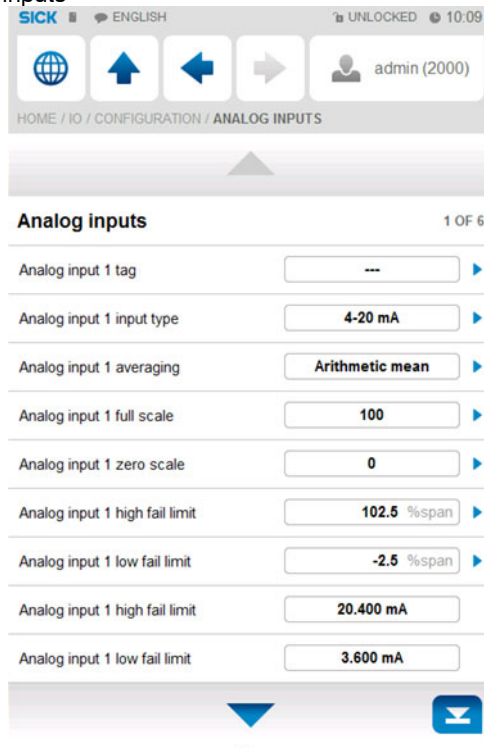 inputs
SICK ENGLISH UNLOCKED 10:09
admin (2000)
HOME / IO / CONFIGURATION / ANALOG INPUTS
Analog inputs 1 OF 6
Analog input 1 tag ---
Analog input 1 input type 4-20 mA
Analog input 1 averaging Arithmetic mean
Analog input 1 full scale 100
Analog input 1 zero scale 0
Analog input 1 high fail limit 102.5 %span
Analog input 1 low fail limit -2.5 %span
Analog input 1 high fail limit 20.400 mA
Analog input 1 low fail limit 3.600 mA